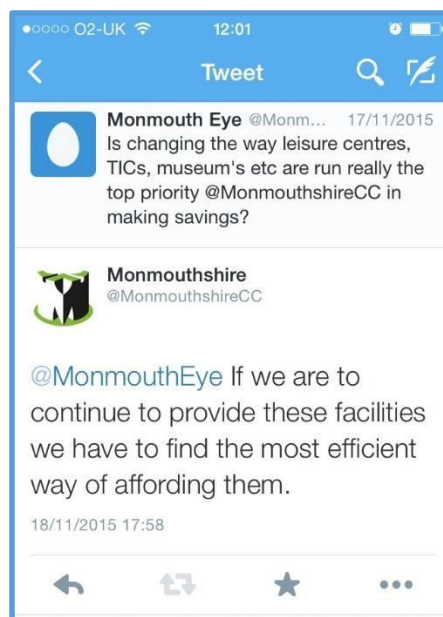 O2-UK 12:01
Tweet
Monmouth Eye @Monm... 17/11/2015
Is changing the way leisure centres,
TICs, museum's etc are run really the
top priority @MonmouthshireCC in
making savings?
Monmouthshire
@MonmouthshireCC
@MonmouthEye If we are to
continue to provide these facilities
we have to find the most efficient
way of affording them.
18/11/2015 17:58